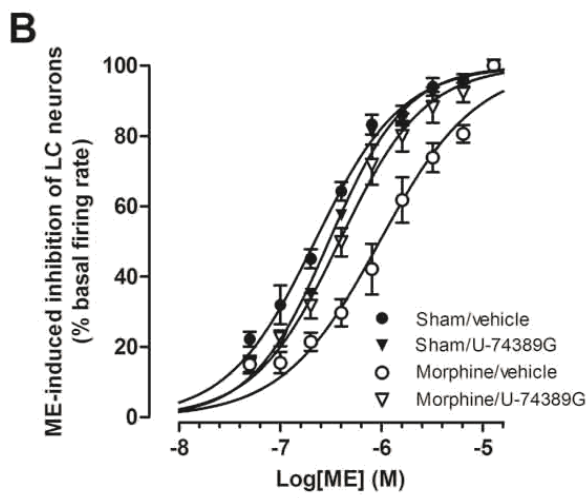 B
ME-induced inhibition of LC neurons
(% basal firing rate)
100
80
60
40
20
0
Sham/vehicle
Sham/U-74389G
Morphine/vehicle
Morphine/U-74389G
-8 -7 -6 -5
Log[ME] (M)